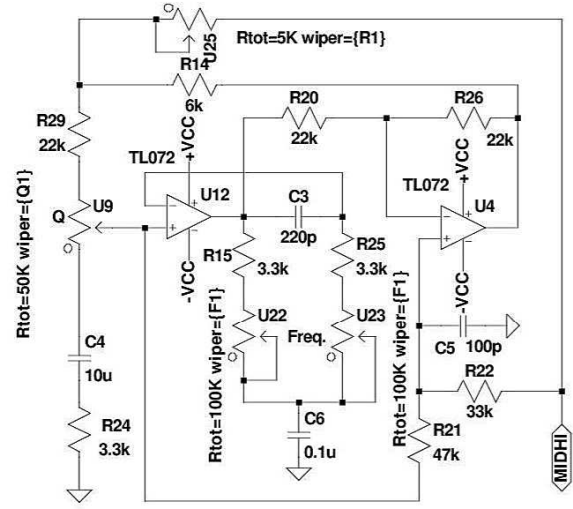 Rtot=5K wiper={R1}
U25
R14
6k
R29
22k
R20
22k
R26
22k
+VCC
TL072
+VCC
TL072
U9
Q
U12
C3
220p
U4
-VCC
R15
3.3k
R25
3.3k
-VCC
Rtot=50K wiper={Q1}
U22
Freq.
U23
C5
100p
C4
10u
Rtot=100K wiper={F1}
Rtot=100K wiper={F1}
R22
33k
R24
3.3k
C6
0.1u
R21
47k
MIDHI